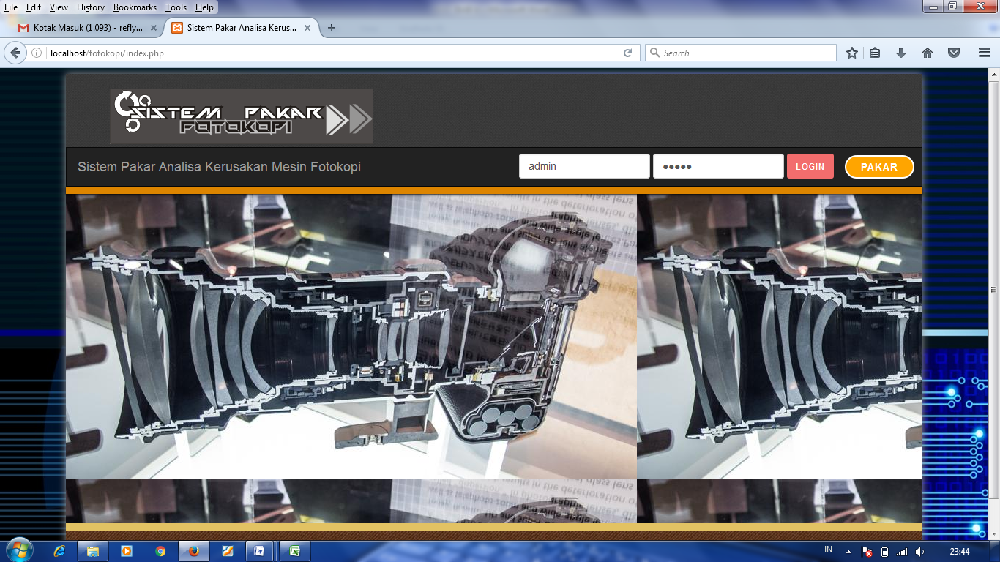 File Edit View History Bookmarks Tools Help
Kotak Masuk (1.093) - refly...
Sistem Pakar Analisa Kerus...
localhost/fotokopi/index.php
Search
SISTEM PAKAR
FOTOKOPI
Sistem Pakar Analisa Kerusakan Mesin Fotokopi
admin
●●●●●
LOGIN
PAKAR
IN
23:44